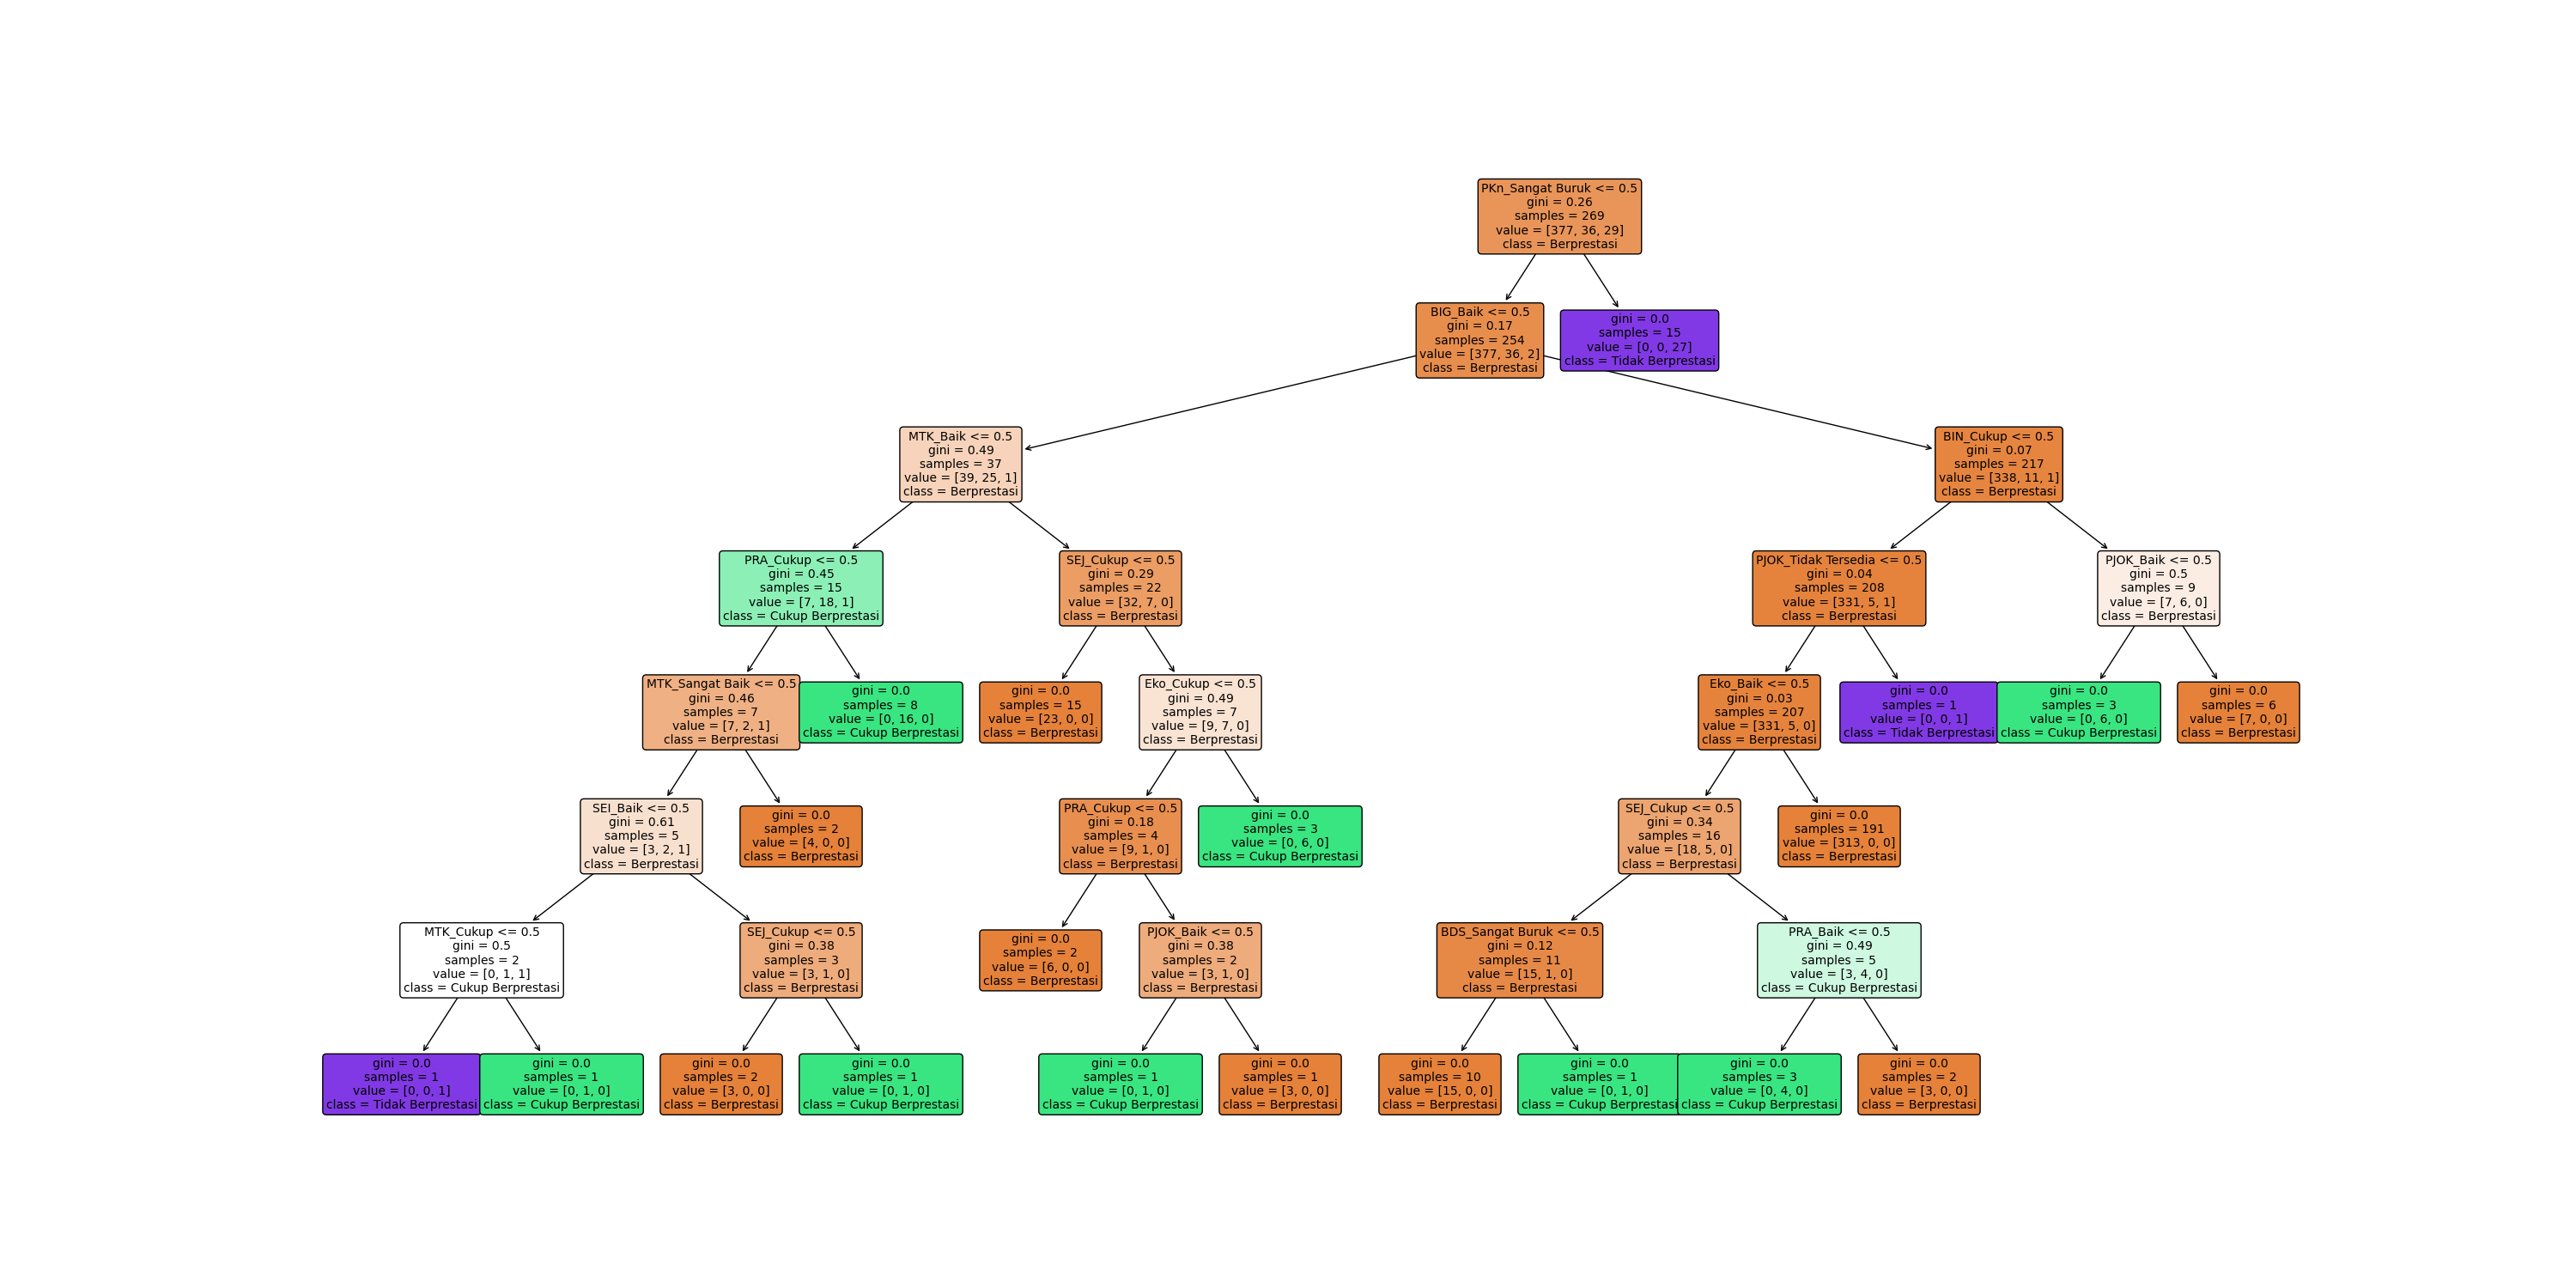 PKn_Sangat Buruk <= 0.5
gini = 0.26
samples = 269
value = [377, 36, 29]
class = Berprestasi
BIG_Baik <= 0.5
gini = 0.17
samples = 254
value = [377, 36, 2]
class = Berprestasi
gini = 0.0
samples = 15
value = [0, 0, 27]
class = Tidak Berprestasi
MTK_Baik <= 0.5
gini = 0.49
samples = 37
value = [39, 25, 1]
class = Berprestasi
BIN_Cukup <= 0.5
gini = 0.07
samples = 217
value = [338, 11, 1]
class = Berprestasi
PRA_Cukup <= 0.5
gini = 0.45
samples = 15
value = [7, 18, 1]
class = Cukup Berprestasi
SEJ_Cukup <= 0.5
gini = 0.29
samples = 22
value = [32, 7, 0]
class = Berprestasi
PJOK_Tidak Tersedia <= 0.5
gini = 0.04
samples = 208
value = [331, 5, 1]
class = Berprestasi
PJOK_Baik <= 0.5
gini = 0.5
samples = 9
value = [7, 6, 0]
class = Berprestasi
MTK_Sangat Baik <= 0.5
gini = 0.46
samples = 7
value = [7, 2, 1]
class = Berprestasi
gini = 0.0
samples = 8
value = [0, 16, 0]
class = Cukup Berprestasi
gini = 0.0
samples = 15
value = [23, 0, 0]
class = Berprestasi
Eko_Cukup <= 0.5
gini = 0.49
samples = 7
value = [9, 7, 0]
class = Berprestasi
Eko_Baik <= 0.5
gini = 0.03
samples = 207
value = [331, 5, 0]
class = Berprestasi
gini = 0.0
samples = 1
value = [0, 0, 1]
class = Tidak Berprestasi
gini = 0.0
samples = 3
value = [0, 6, 0]
class = Cukup Berprestasi
gini = 0.0
samples = 6
value = [7, 0, 0]
class = Berprestasi
SEI_Baik <= 0.5
gini = 0.61
samples = 5
value = [3, 2, 1]
class = Berprestasi
gini = 0.0
samples = 2
value = [4, 0, 0]
class = Berprestasi
PRA_Cukup <= 0.5
gini = 0.18
samples = 4
value = [9, 1, 0]
class = Berprestasi
gini = 0.0
samples = 3
value = [0, 6, 0]
class = Cukup Berprestasi
SEJ_Cukup <= 0.5
gini = 0.34
samples = 16
value = [18, 5, 0]
class = Berprestasi
gini = 0.0
samples = 191
value = [313, 0, 0]
class = Berprestasi
MTK_Cukup <= 0.5
gini = 0.5
samples = 2
value = [0, 1, 1]
class = Cukup Berprestasi
SEJ_Cukup <= 0.5
gini = 0.38
samples = 3
value = [3, 1, 0]
class = Berprestasi
gini = 0.0
samples = 2
value = [6, 0, 0]
class = Berprestasi
PJOK_Baik <= 0.5
gini = 0.38
samples = 2
value = [3, 1, 0]
class = Berprestasi
BDS_Sangat Buruk <= 0.5
gini = 0.12
samples = 11
value = [15, 1, 0]
class = Berprestasi
PRA_Baik <= 0.5
gini = 0.49
samples = 5
value = [3, 4, 0]
class = Cukup Berprestasi
gini = 0.0
samples = 1
value = [0, 0, 1]
class = Tidak Berprestasi
gini = 0.0
samples = 1
value = [0, 1, 0]
class = Cukup Berprestasi
gini = 0.0
samples = 2
value = [3, 0, 0]
class = Berprestasi
gini = 0.0
samples = 1
value = [0, 1, 0]
class = Cukup Berprestasi
gini = 0.0
samples = 1
value = [0, 1, 0]
class = Cukup Berprestasi
gini = 0.0
samples = 1
value = [3, 0, 0]
class = Berprestasi
gini = 0.0
samples = 10
value = [15, 0, 0]
class = Berprestasi
gini = 0.0
samples = 1
value = [0, 1, 0]
class = Cukup Berprestasi
gini = 0.0
samples = 3
value = [0, 4, 0]
class = Cukup Berprestasi
gini = 0.0
samples = 2
value = [3, 0, 0]
class = Berprestasi